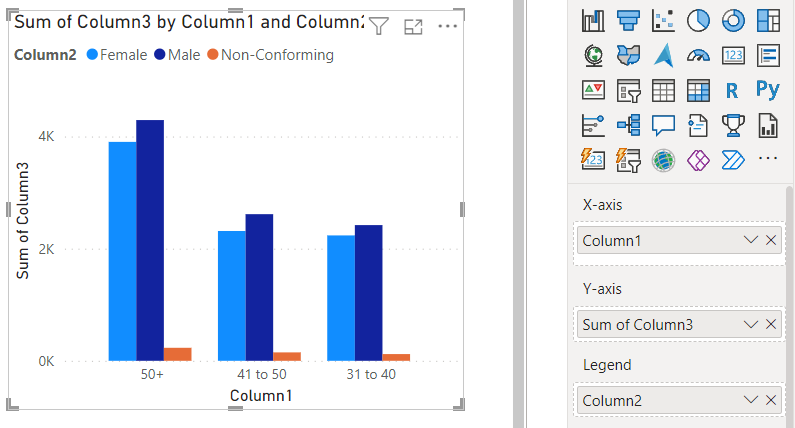 Sum of Column3 by Column1 and Column2
Column2 Female Male Non-Conforming
4K
2K
0K
Sum of Column3
50+ 41 to 50 31 to 40
Column1
123
R Py
123
X-axis
Column1
Y-axis
Sum of Column3
Legend
Column2